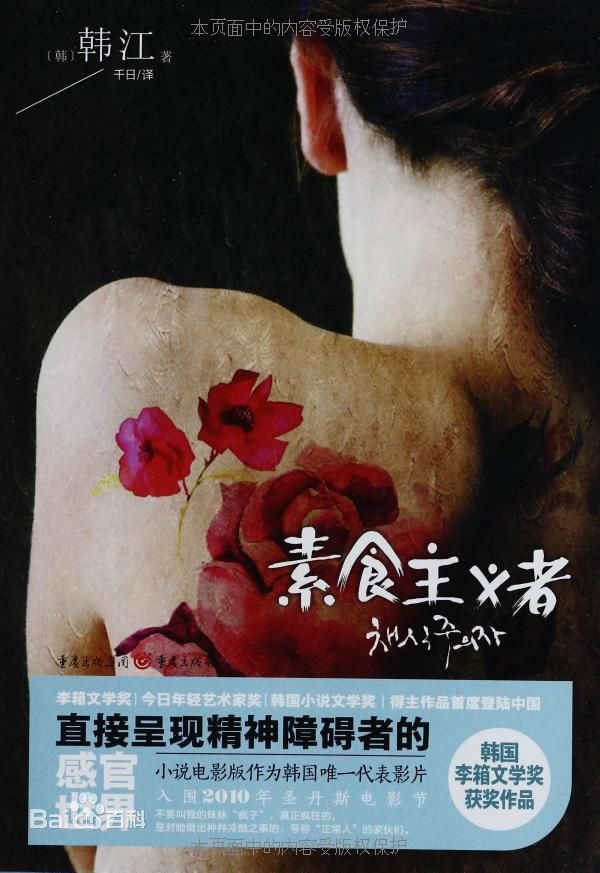 本页面中的内容受版权保护
〔韩〕韩江 著
千日/译
素食主义者
채식주의자
重庆出版集团 重庆出版社
李箱文学奖|今日年轻艺术家奖|韩国小说文学奖|得主作品首度登陆中国
直接呈现精神障碍者的
感官
世界
小说电影版作为韩国唯一代表影片
入围2010年圣丹斯电影节
不要叫我的妹妹“疯子”，真正疯狂的，
是对她做出种种冷酷之事的、号称“正常人”的家伙们。
韩国
李箱文学奖
获奖作品
Bai百科
本页面中的内容受版权保护